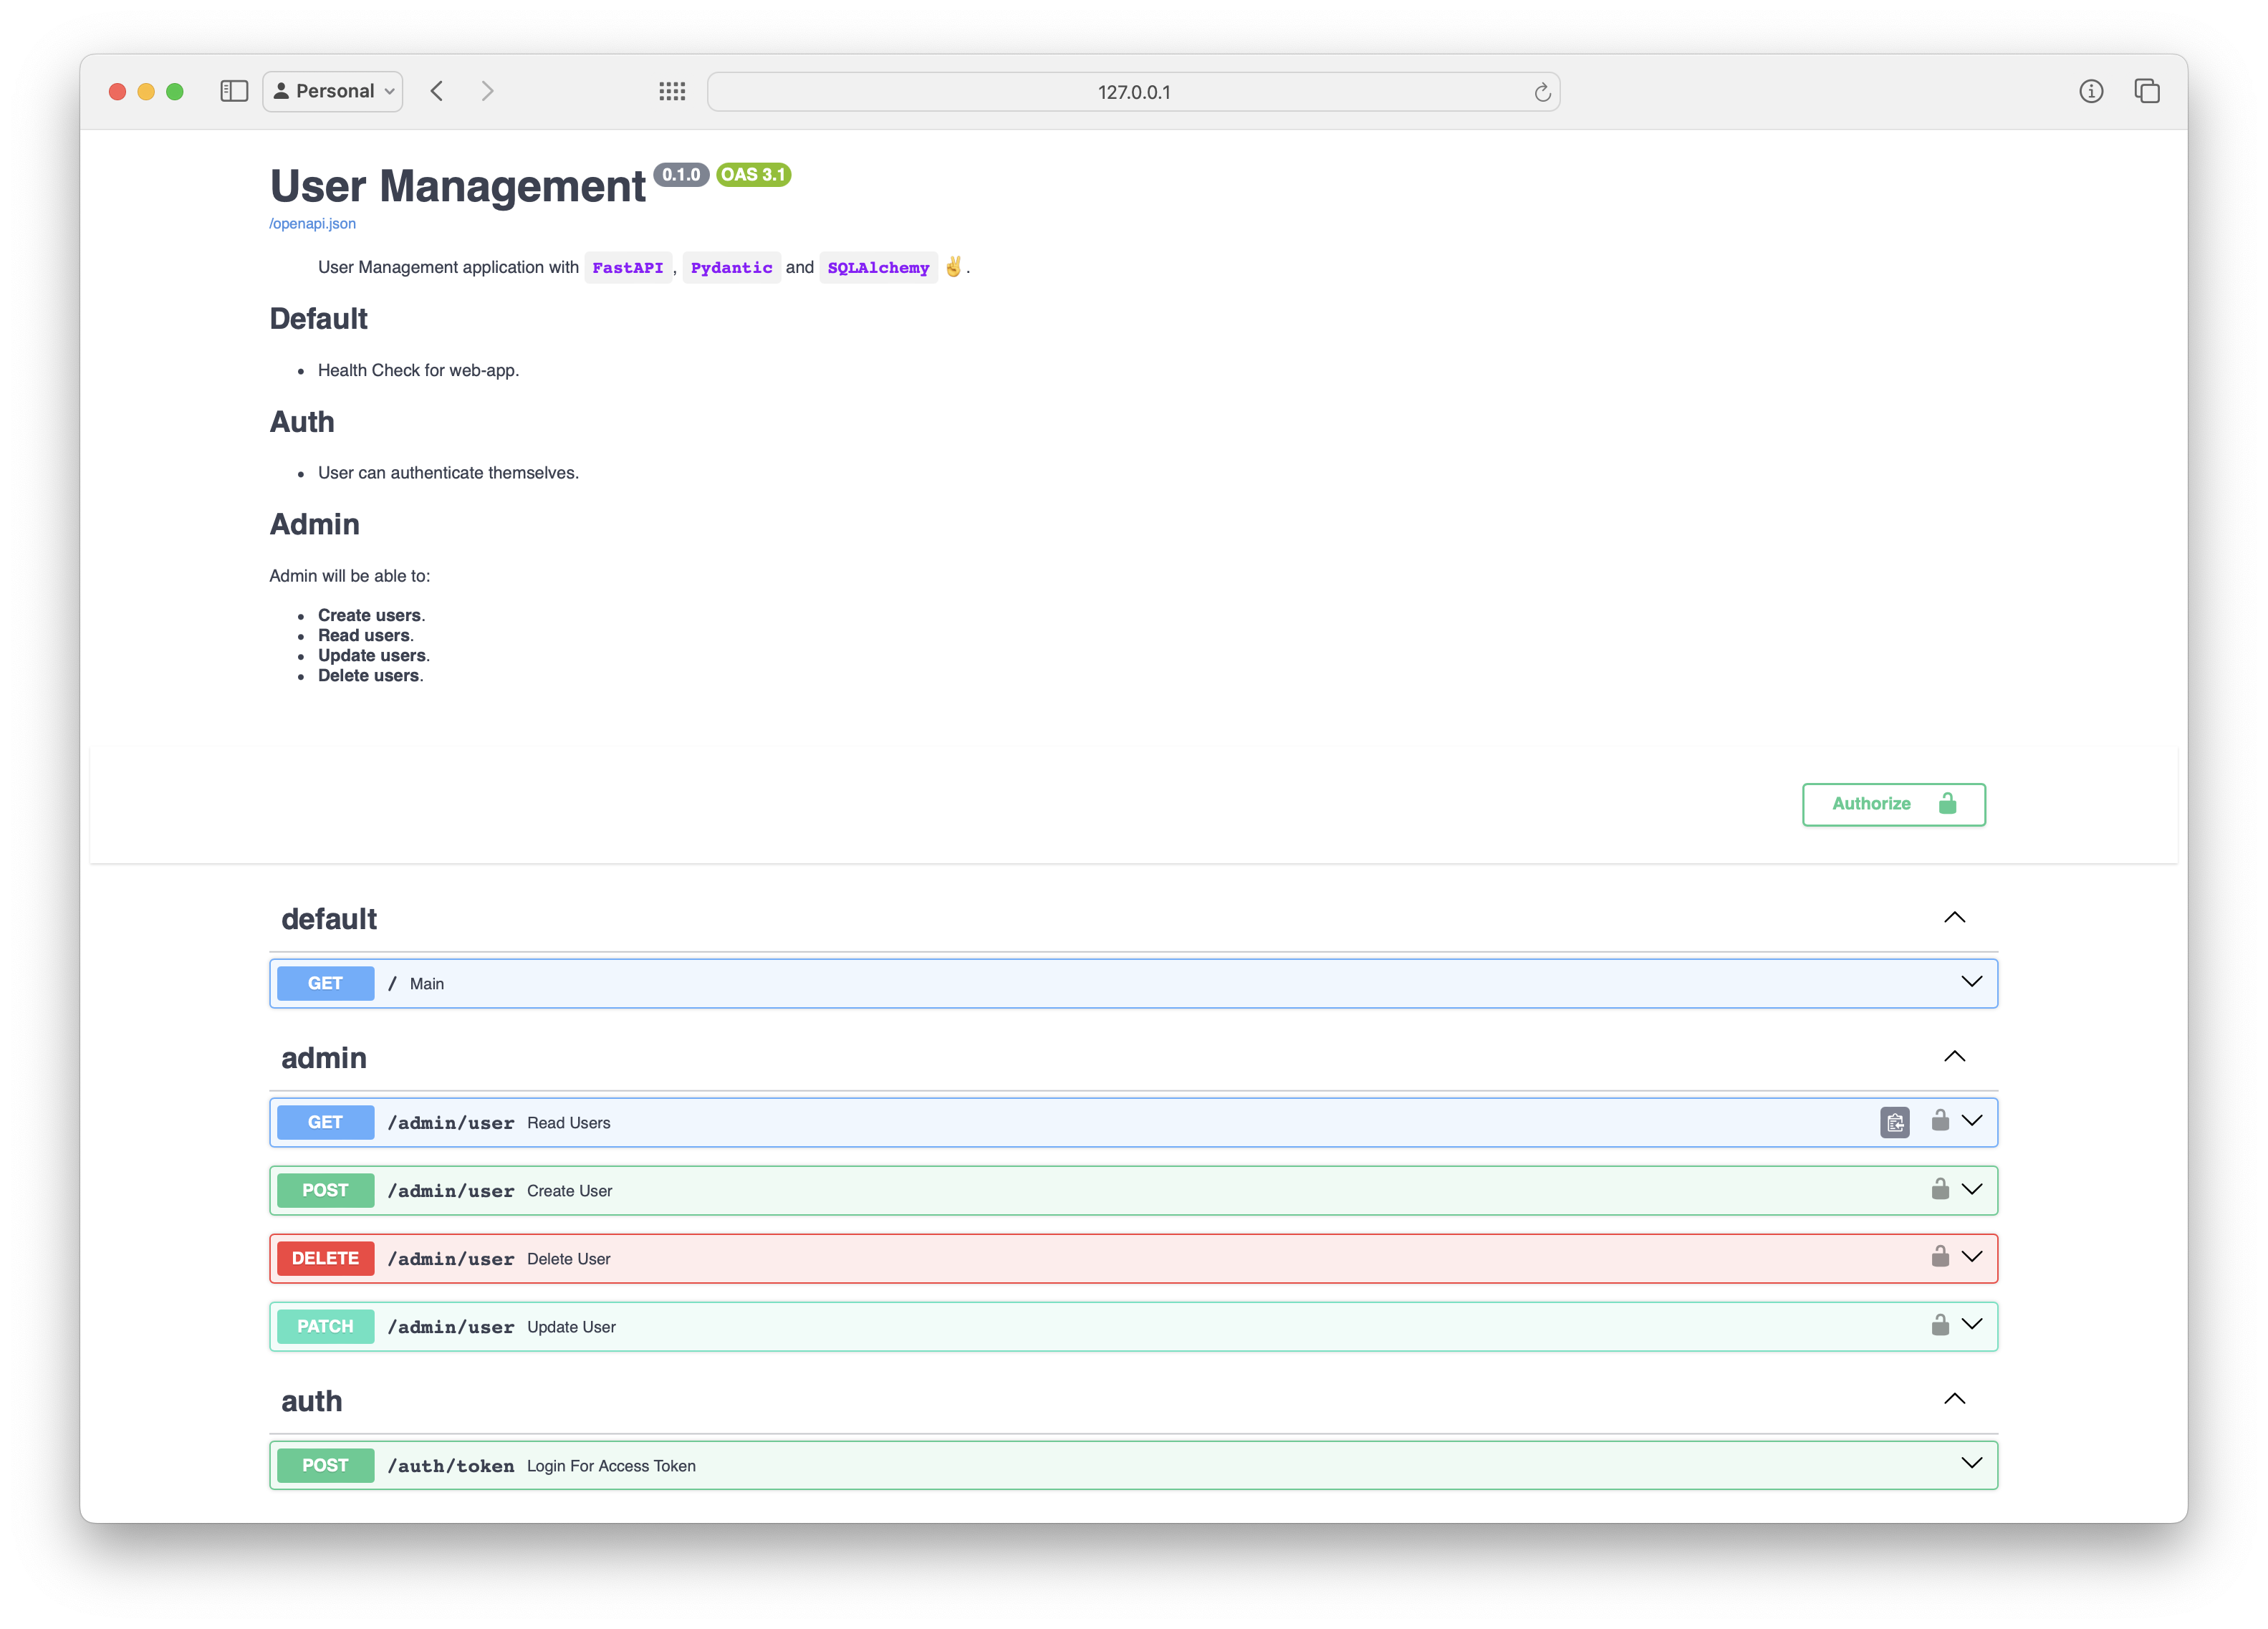 Personal
127.0.0.1
User Management 0.1.0 OAS 3.1
/openapi.json
User Management application with FastAPI, Pydantic and SQLAlchemy ✌️.
Default
Health Check for web-app.
Auth
User can authenticate themselves.
Admin
Admin will be able to:
Create users.
Read users.
Update users.
Delete users.
Authorize
default
GET / Main
admin
GET /admin/user Read Users
POST /admin/user Create User
DELETE /admin/user Delete User
PATCH /admin/user Update User
auth
POST /auth/token Login For Access Token